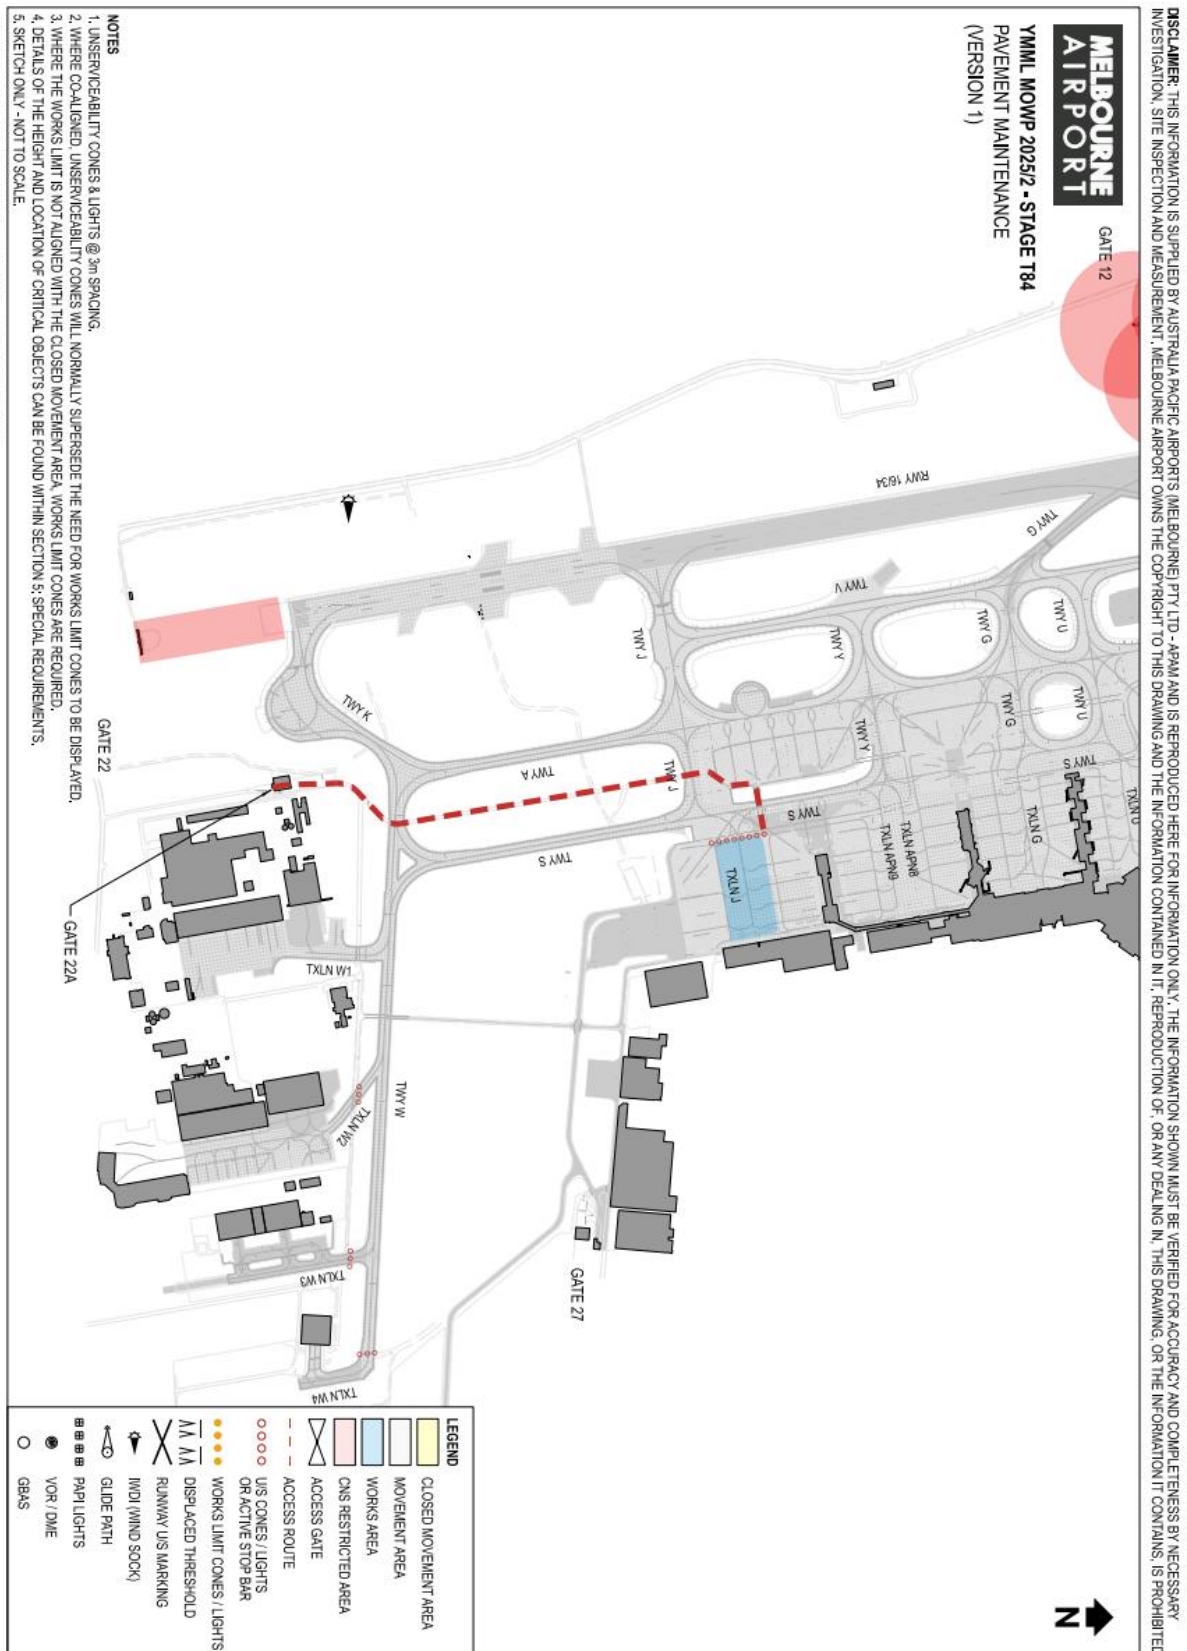 DISCLAIMER: THIS INFORMATION IS SUPPLIED BY AUSTRALIA PACIFIC AIRPORTS (MELBOURNE) PTY LTD - APAM AND IS REPRODUCED HERE FOR INFORMATION ONLY. THE INFORMATION SHOWN MUST BE VERIFIED FOR ACCURACY AND COMPLETENESS BY NECESSARY
INVESTIGATION, SITE INSPECTION AND MEASUREMENT. MELBOURNE AIRPORT OWNS THE COPYRIGHT TO THIS DRAWING AND THE INFORMATION CONTAINED IN IT. REPRODUCTION OF, OR ANY DEALING IN, THIS DRAWING, OR THE INFORMATION IT CONTAINS, IS PROHIBITED
MELBOURNE
AIRPORT
YMML MOWP 2025/2 - STAGE T84
PAVEMENT MAINTENANCE
(VERSION 1)
GATE 12
RWY 16/34
TWY G
TWY V
TWY U
TWY G
TWY Y
TWY J
TWY U
TWY G
TWY Y
TWY K
TWY S
TXLN U
TXLN G
TXLN APN8
TXLN APN9
TWY J
TWY A
TWY S
TWY S
TXLN J
GATE 22
GATE 22A
TXLN W1
TWY W
TXLN W2
TXLN W3
TXLN W4
GATE 27
N
NOTES
1. UNSERVICEABILITY CONES & LIGHTS @ 3m SPACING.
2. WHERE CO-ALIGNED, UNSERVICEABILITY CONES WILL NORMALLY SUPERSEDE THE NEED FOR WORKS LIMIT CONES TO BE DISPLAYED.
3. WHERE THE WORKS LIMIT IS NOT ALIGNED WITH THE CLOSED MOVEMENT AREA, WORKS LIMIT CONES ARE REQUIRED.
4. DETAILS OF THE HEIGHT AND LOCATION OF CRITICAL OBJECTS CAN BE FOUND WITHIN SECTION 5; SPECIAL REQUIREMENTS.
5. SKETCH ONLY - NOT TO SCALE.
LEGEND
CLOSED MOVEMENT AREA
MOVEMENT AREA
WORKS AREA
CNS RESTRICTED AREA
ACCESS GATE
ACCESS ROUTE
U/S CONES / LIGHTS
OR ACTIVE STOP BAR
WORKS LIMIT CONES / LIGHTS
DISPLACED THRESHOLD
RUNWAY U/S MARKING
IWDI (WIND SOCK)
GLIDE PATH
PAPI LIGHTS
VOR / DME
GBAS